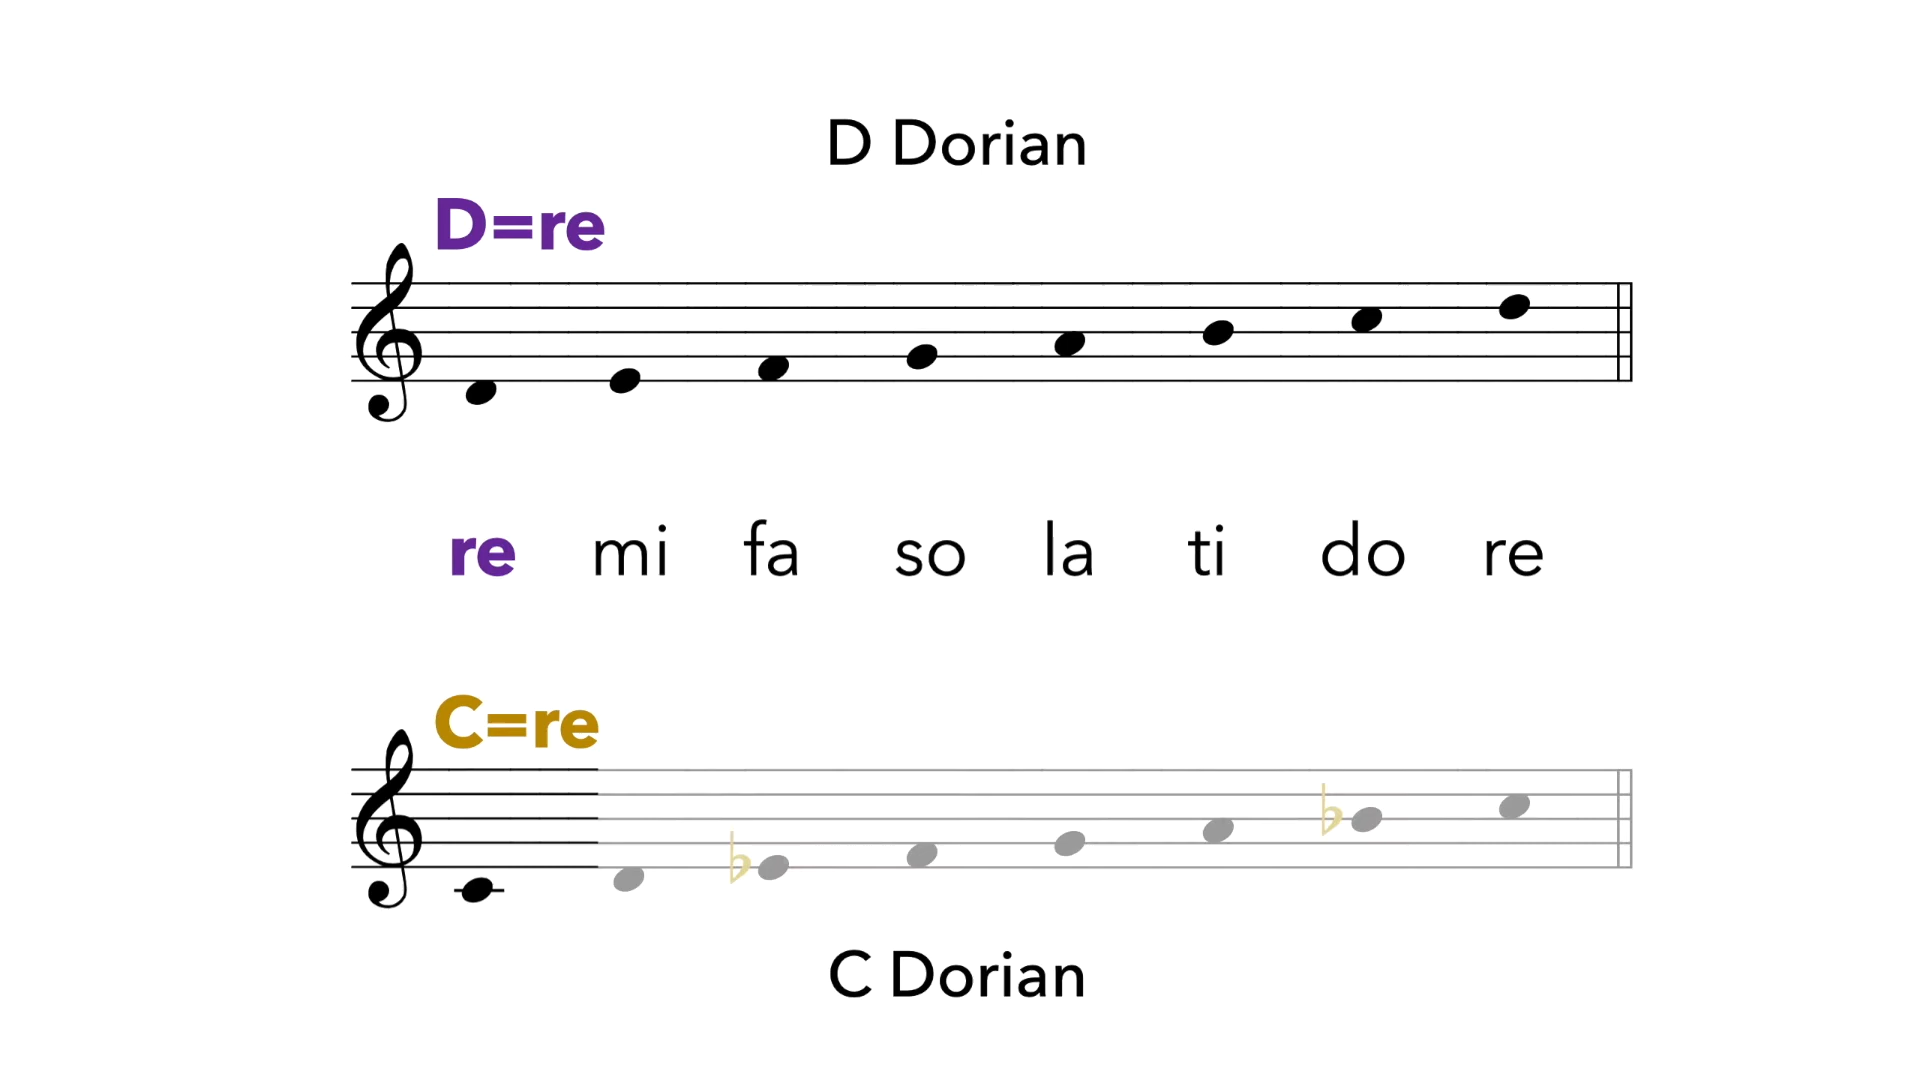 D Dorian
D=re
re mi fa so la ti do re
C=re
C Dorian